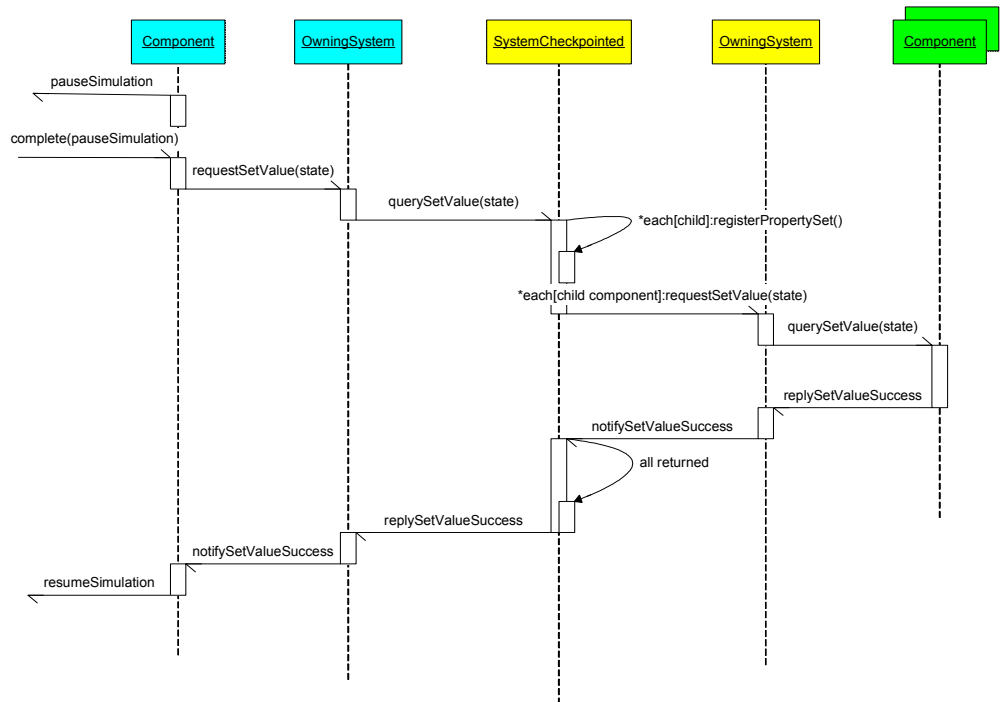 Component
OwningSystem
SystemCheckpointed
OwningSystem
Component
pauseSimulation
complete(pauseSimulation)
requestSetValue(state)
querySetValue(state)
*each[child]:registerPropertySet()
*each[child component]:requestSetValue(state)
querySetValue(state)
replySetValueSuccess
notifySetValueSuccess
all returned
replySetValueSuccess
notifySetValueSuccess
resumeSimulation